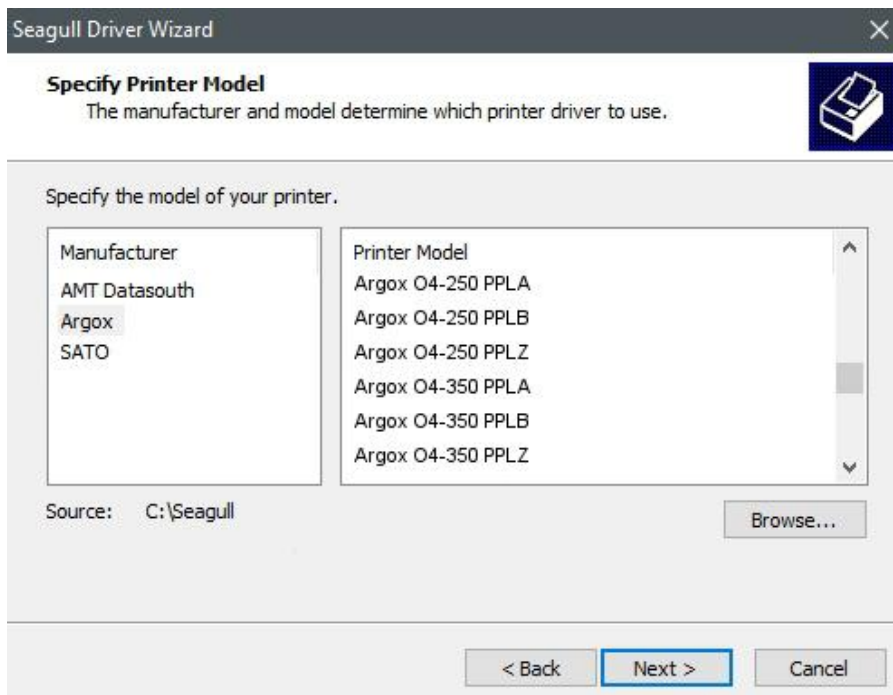 Seagull Driver Wizard
Specify Printer Model
The manufacturer and model determine which printer driver to use.
Specify the model of your printer.
Manufacturer
AMT Datasouth
Argox
SATO
Printer Model
Argox O4-250 PPLA
Argox O4-250 PPLB
Argox O4-250 PPLZ
Argox O4-350 PPLA
Argox O4-350 PPLB
Argox O4-350 PPLZ
Source: C:\Seagull
Browse...
< Back
Next >
Cancel